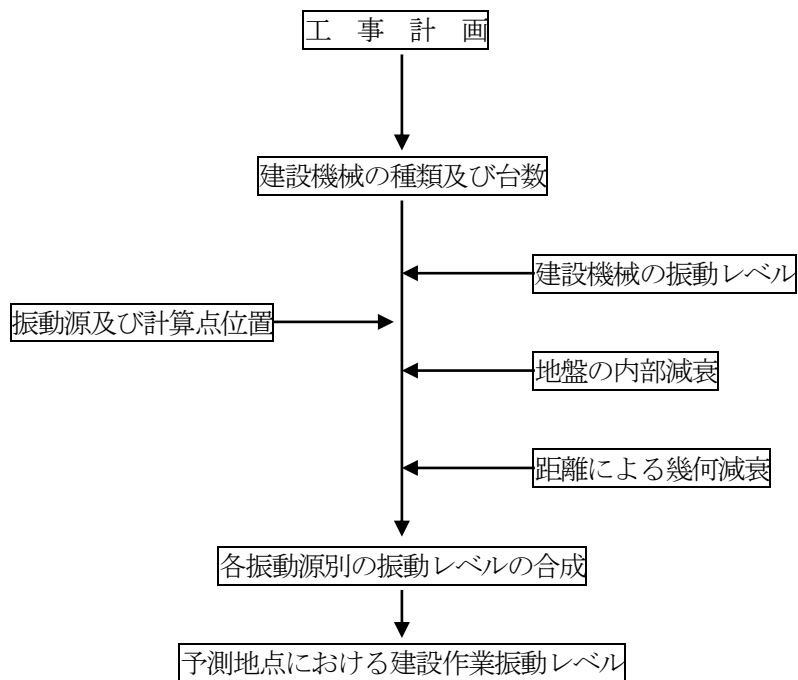 工　事　計　画
建設機械の種類及び台数
建設機械の振動レベル
振動源及び計算点位置
地盤の内部減衰
距離による幾何減衰
各振動源別の振動レベルの合成
予測地点における建設作業振動レベル